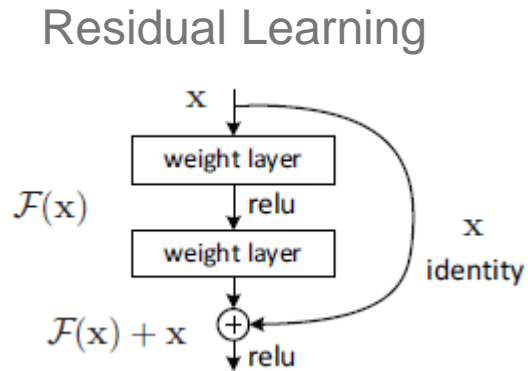 Residual Learning
x
weight layer
relu
F(x)
weight layer
x
identity
F(x) + x
relu